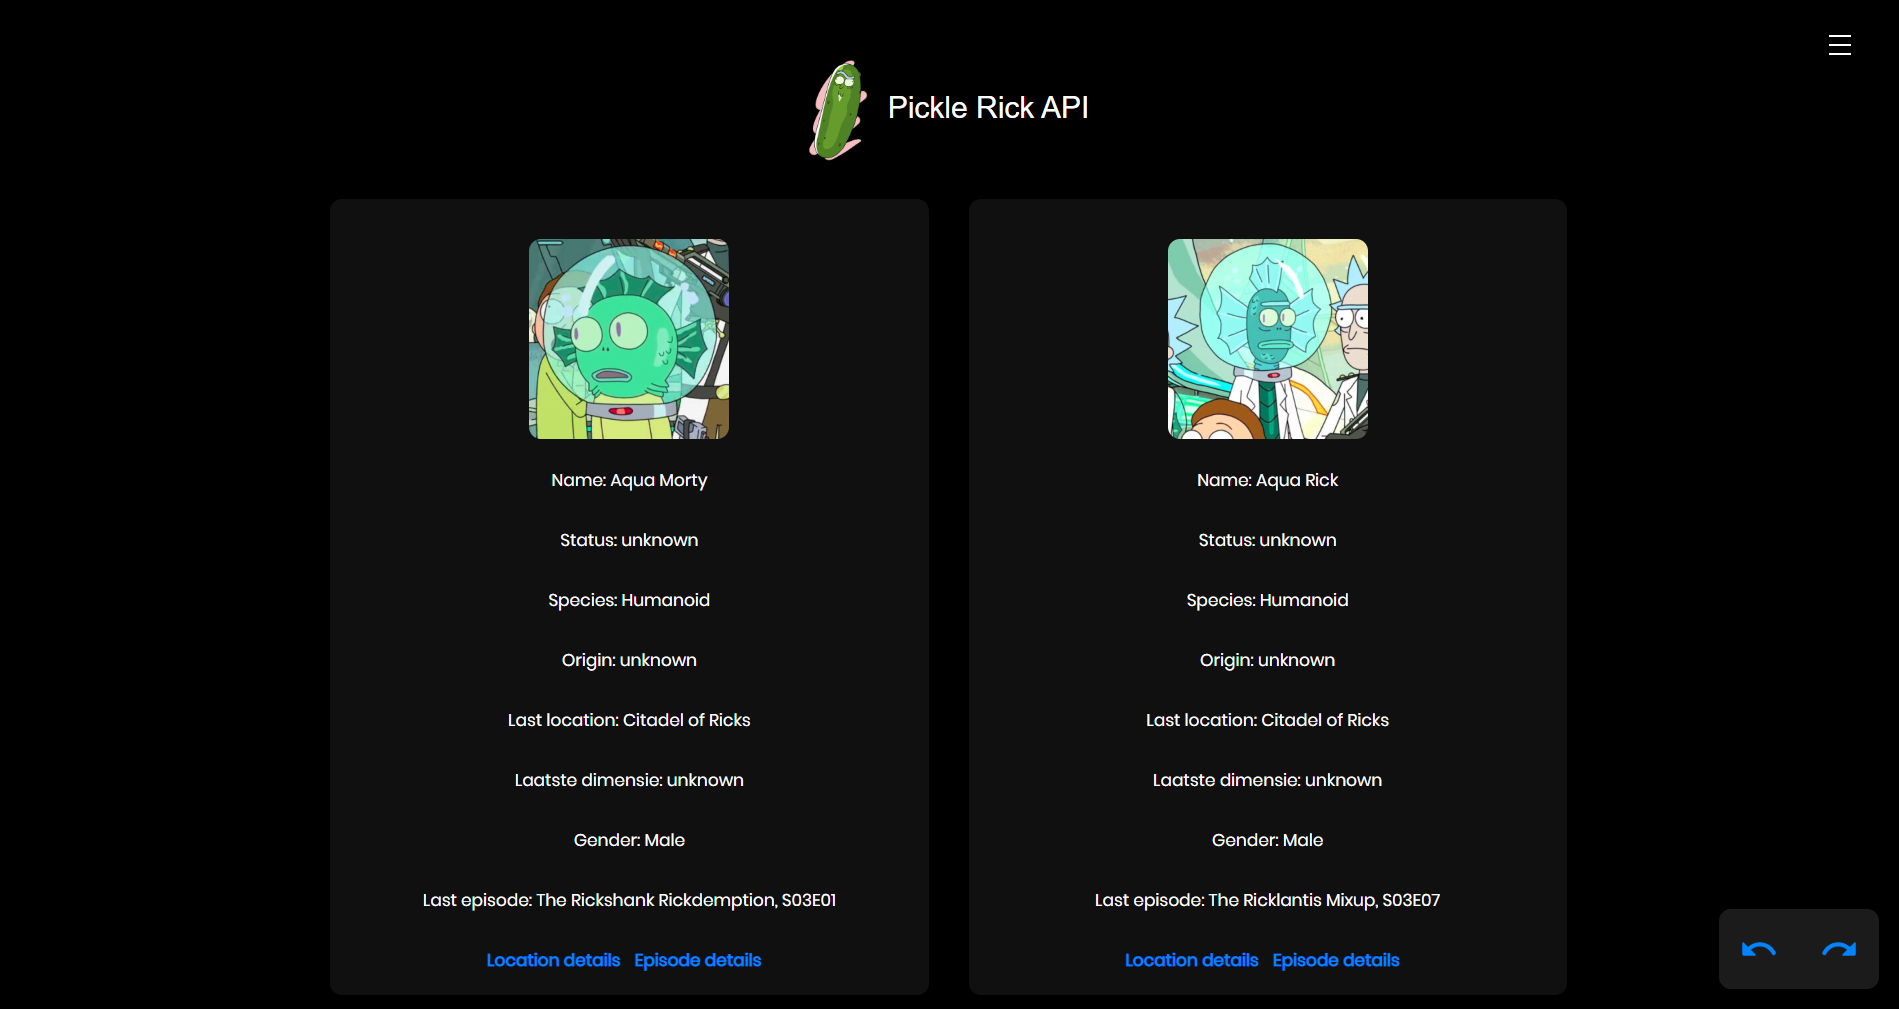 Pickle Rick API
Name: Aqua Morty
Status: unknown
Species: Humanoid
Origin: unknown
Last location: Citadel of Ricks
Laatste dimensie: unknown
Gender: Male
Last episode: The Rickshank Rickdemption, S03E01
Location details Episode details
Name: Aqua Rick
Status: unknown
Species: Humanoid
Origin: unknown
Last location: Citadel of Ricks
Laatste dimensie: unknown
Gender: Male
Last episode: The Ricklantis Mixup, S03E07
Location details Episode details